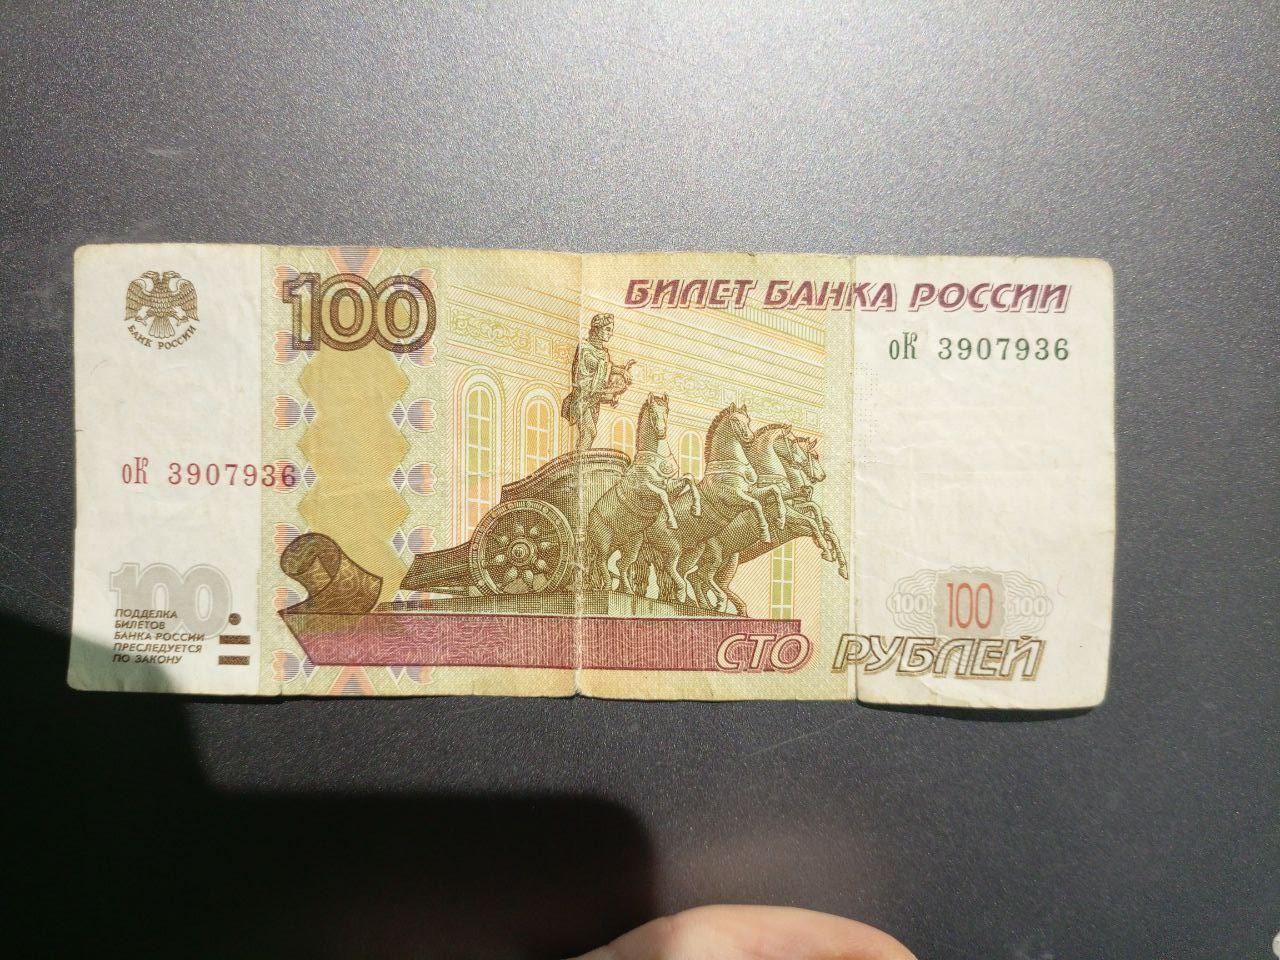 100
БИЛЕТ БАНКА РОССИИ
БАНК РОССИИ
оК 3907936
оК 3907936
100
ПОДДЕЛКА
БИЛЕТОВ
БАНКА РОССИИ
ПРЕСЛЕДУЕТСЯ
ПО ЗАКОНУ
100 100 100
СТО РУБЛЕЙ